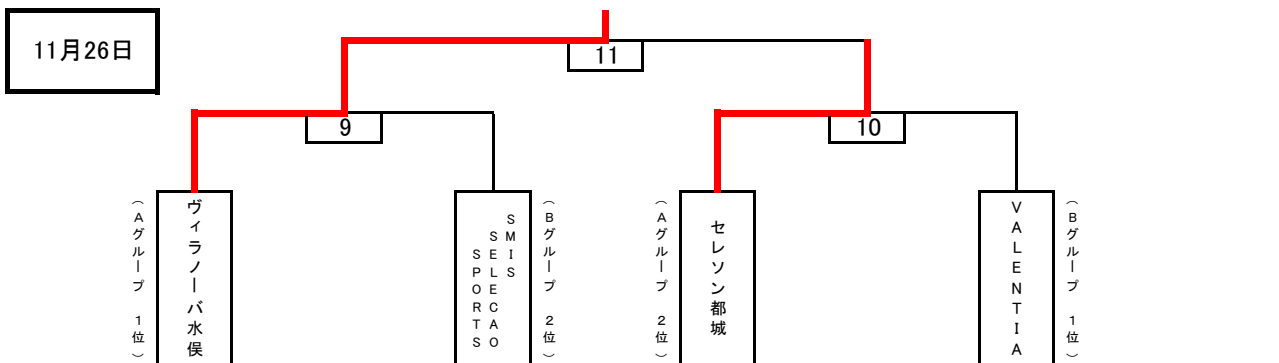 11月26日
11
9
10
（Aグループ　1位）
ヴィラノーバ水俣
SMIS
SELECAO
SPORTS
（Bグループ　2位）
（Aグループ　2位）
セレソン都城
VALENTIA
（Bグループ　1位）